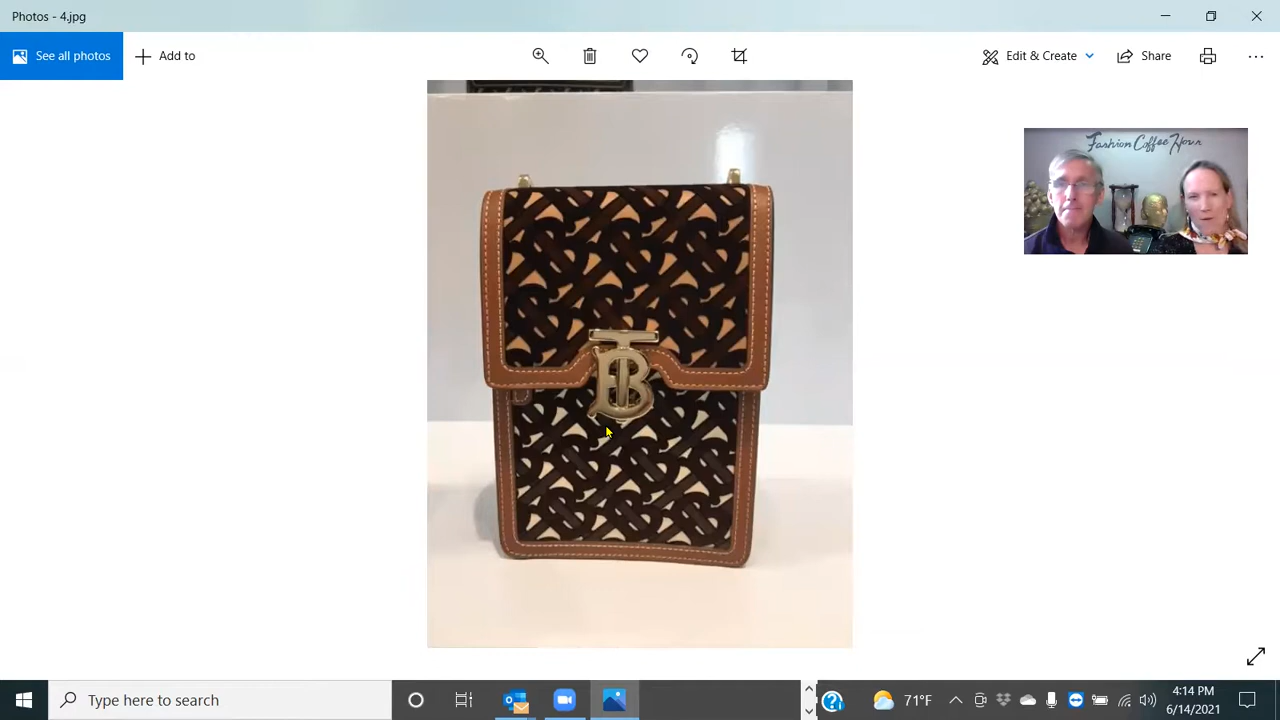 Photos - 4.jpg
See all photos
Add to
Edit & Create
Share
Fashion Coffee Hour
TB
Type here to search
71°F
4:14 PM
6/14/2021